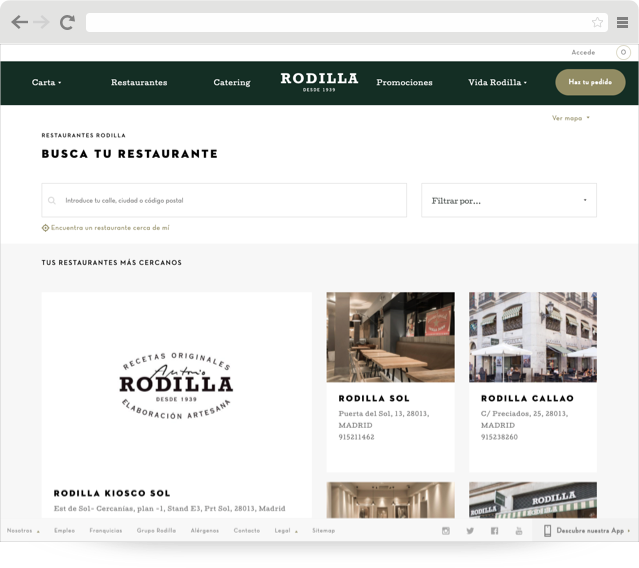 Accede 0
Carta Restaurantes Catering RODILLA Promociones Vida Rodilla Haz tu pedido
DESDE 1939
Ver mapa
RESTAURANTES RODILLA
BUSCA TU RESTAURANTE
Introduce tu calle, ciudad o código postal
Filtrar por...
Encuentra un restaurante cerca de mí
TUS RESTAURANTES MÁS CERCANOS
RECETAS ORIGINALES
Antonio
RODILLA
DESDE 1939
ELABORACIÓN ARTESANA
RODILLA KIOSCO SOL
Est de Sol- Cercanías, plan -1, Stand E3, Prt Sol, 28013, Madrid
RODILLA SOL
Puerta del Sol, 13, 28013,
MADRID
915211462
RODILLA CALLAO
C/ Preciados, 25, 28013,
MADRID
915238260
RODILLA
Nosotros Empleo Franquicias Grupo Rodilla Alérgenos Contacto Legal Sitemap
Descubre nuestra App